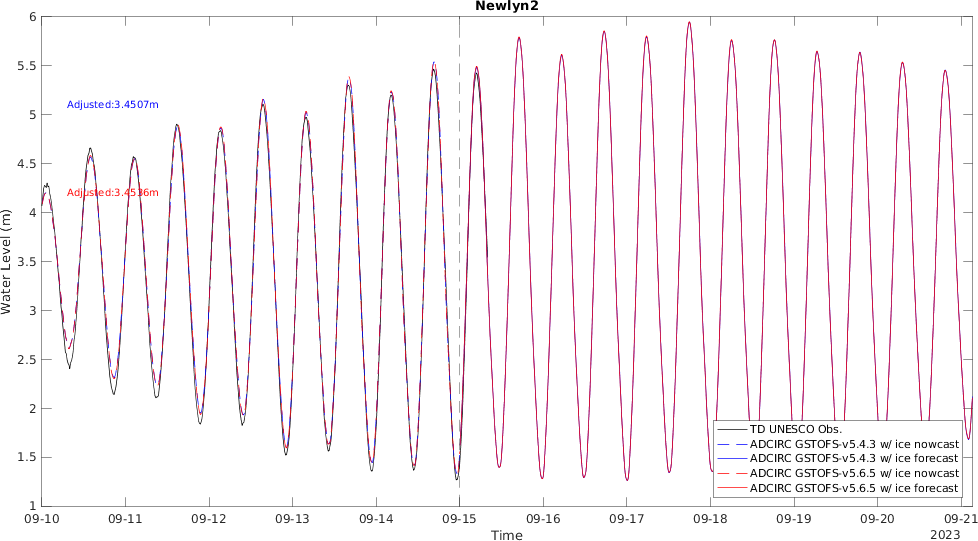 Newlyn2
6
5.5
5
4.5
4
3.5
3
2.5
2
1.5
1
Water Level (m)
Adjusted:3.4507m
Adjusted:3.4536m
TD UNESCO Obs.
ADCIRC GSTOFS-v5.4.3 w/ ice nowcast
ADCIRC GSTOFS-v5.4.3 w/ ice forecast
ADCIRC GSTOFS-v5.6.5 w/ ice nowcast
ADCIRC GSTOFS-v5.6.5 w/ ice forecast
09-10 09-11 09-12 09-13 09-14 09-15 09-16 09-17 09-18 09-19 09-20 09-21
Time
2023